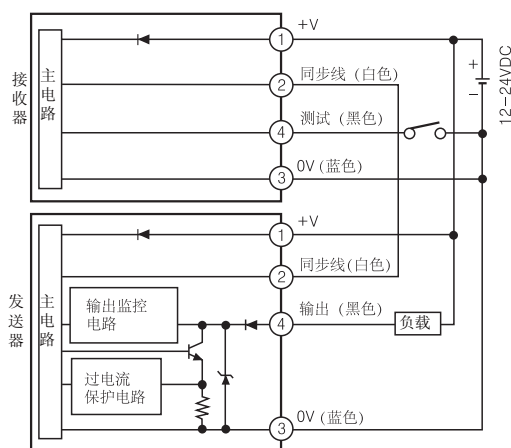 接收器
主电路
① +V
② 同步线(白色)
④ 测试 (黑色)
③ 0V(蓝色)
+
−
12-24VDC
发送器
主电路
① +V
② 同步线(白色)
输出监控
电路
④ 输出 (黑色)
负载
过电流
保护电路
③ 0V(蓝色)